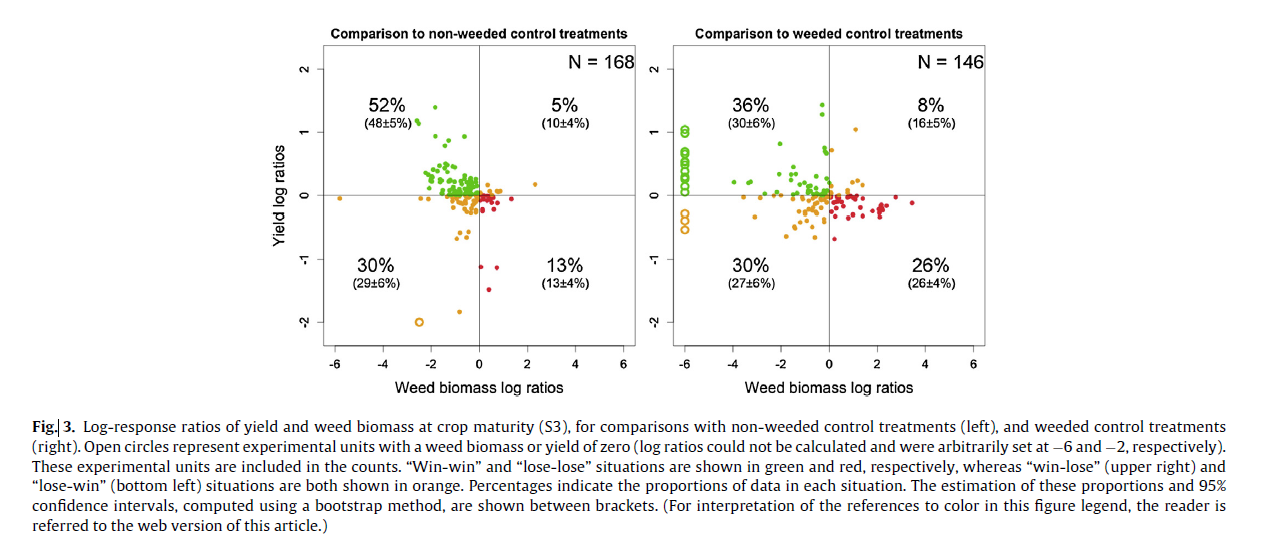 Comparison to non-weeded control treatments
N = 168
52%
(48±5%)
5%
(10±4%)
30%
(29±6%)
13%
(13±4%)
2
1
0
-1
-2
Yield log ratios
-6 -4 -2 0 2 4 6
Weed biomass log ratios
Comparison to weeded control treatments
N = 146
36%
(30±6%)
8%
(16±5%)
30%
(27±6%)
26%
(26±4%)
2
1
0
-1
-2
-6 -4 -2 0 2 4 6
Weed biomass log ratios
Fig. 3. Log-response ratios of yield and weed biomass at crop maturity (S3), for comparisons with non-weeded control treatments (left), and weeded control treatments
(right). Open circles represent experimental units with a weed biomass or yield of zero (log ratios could not be calculated and were arbitrarily set at −6 and −2, respectively).
These experimental units are included in the counts. “Win-win” and “lose-lose” situations are shown in green and red, respectively, whereas “win-lose” (upper right) and
“lose-win” (bottom left) situations are both shown in orange. Percentages indicate the proportions of data in each situation. The estimation of these proportions and 95%
confidence intervals, computed using a bootstrap method, are shown between brackets. (For interpretation of the references to color in this figure legend, the reader is
referred to the web version of this article.)